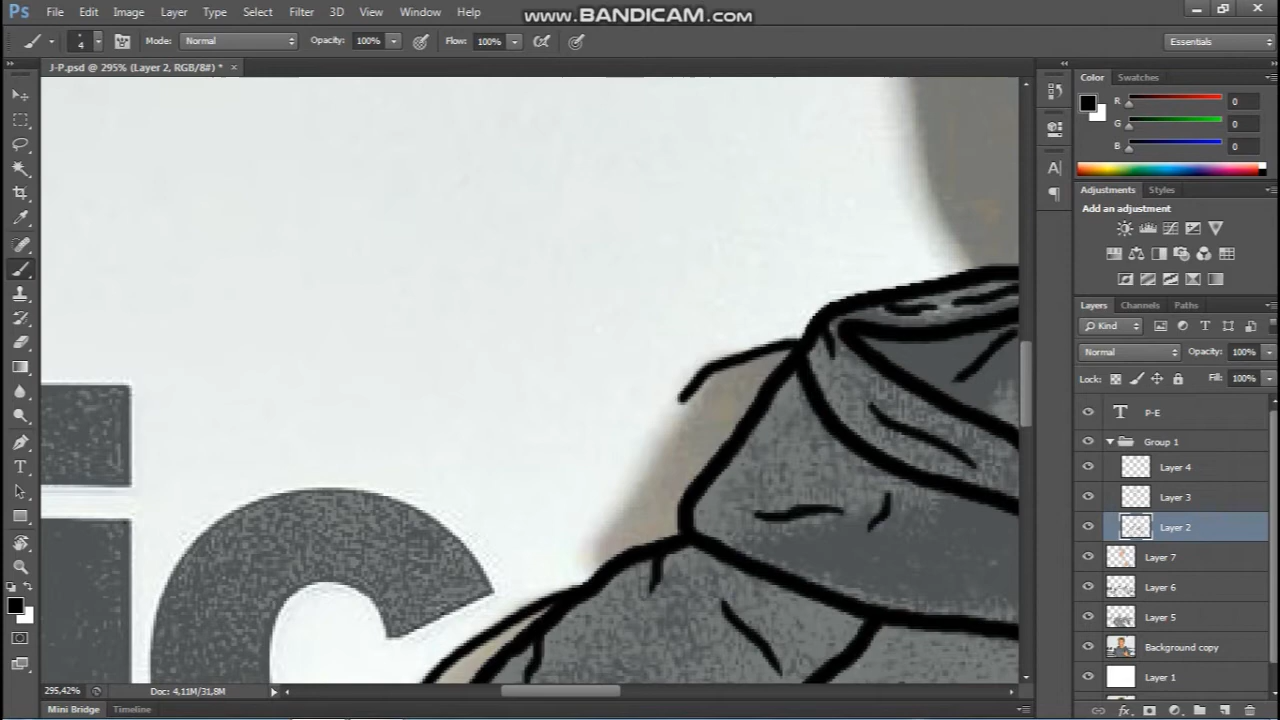 Ps File Edit Image Layer Type Select Filter 3D View Window Help
www.BANDICAM.com
4 Mode: Normal Opacity: 100% Flow: 100% Essentials
J-P.psd @ 295% (Layer 2, RGB/8#) * ×
Color Swatches
R 0
G 0
B 0
Adjustments Styles
Add an adjustment
Layers Channels Paths
Kind
Normal Opacity: 100%
Lock: Fill: 100%
T P-E
Group 1
Layer 4
Layer 3
Layer 2
Layer 7
Layer 6
Layer 5
Background copy
Layer 1
ic
295,42% Doc: 4,11M/31,8M
Mini Bridge Timeline